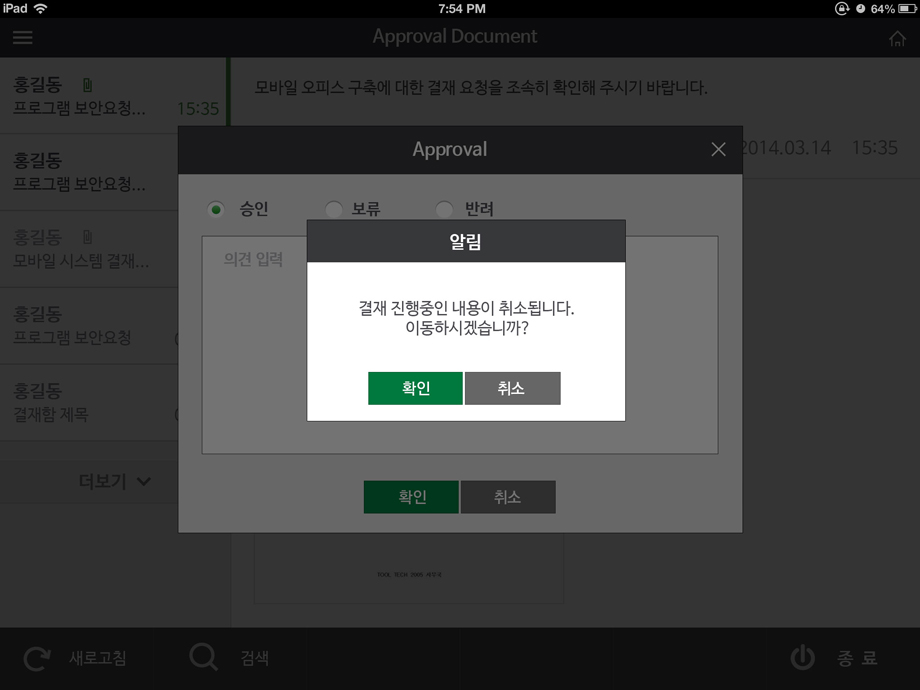 iPad
7:54 PM
64%
Approval Document
홍길동
프로그램 보안요청...
15:35
홍길동
프로그램 보안요청...
홍길동
모바일 시스템 결재...
홍길동
프로그램 보안요청
홍길동
결재함 제목
더보기
모바일 오피스 구축에 대한 결재 요청을 조속히 확인해 주시기 바랍니다.
2014.03.14 15:35
Approval
승인 보류 반려
의견 입력
알림
결재 진행중인 내용이 취소됩니다.
이동하시겠습니까?
확인 취소
확인 취소
새로고침 검색 종 료